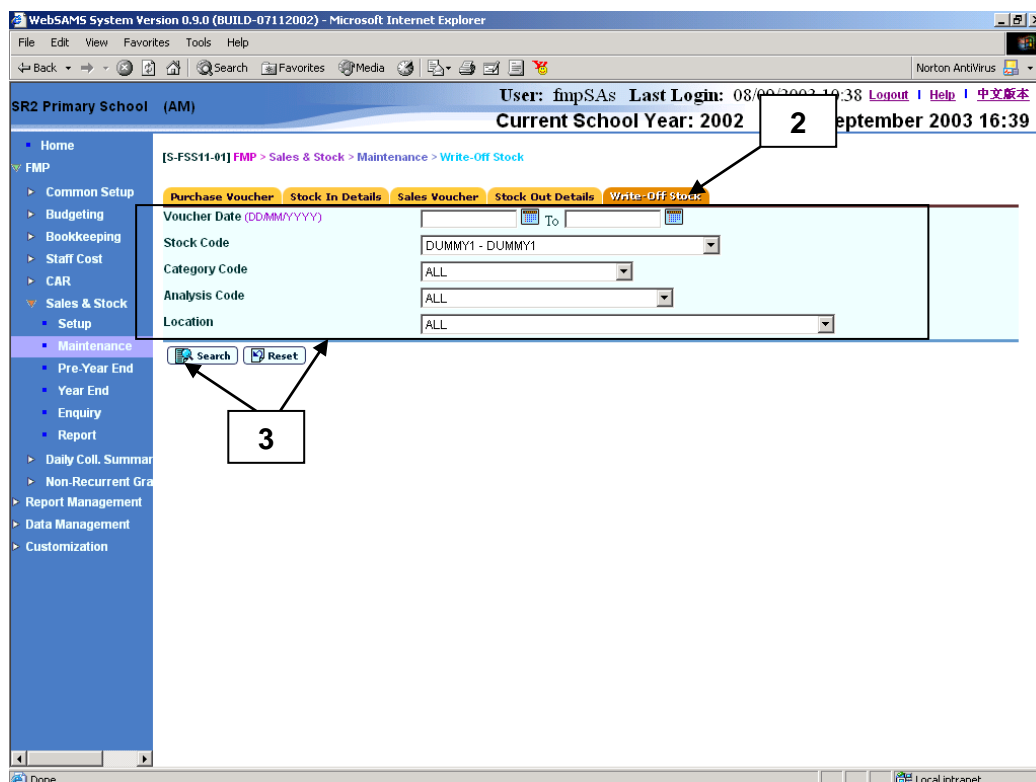 WebSAMS System Version 0.9.0 (BUILD-07112002) - Microsoft Internet Explorer
File Edit View Favorites Tools Help
Back Search Favorites Media Norton AntiVirus
SR2 Primary School (AM)
User: fmpSAs Last Login: 08/09/2003 10:38 Logout | Help | 中文版本
Current School Year: 2002 eptember 2003 16:39
2
Home
FMP
Common Setup
Budgeting
Bookkeeping
Staff Cost
CAR
Sales & Stock
Setup
Maintenance
Pre-Year End
Year End
Enquiry
Report
Daily Coll. Summar
Non-Recurrent Gra
Report Management
Data Management
Customization
[S-FSS11-01] FMP > Sales & Stock > Maintenance > Write-Off Stock
Purchase Voucher Stock In Details Sales Voucher Stock Out Details Write-Off Stock
Voucher Date (DD/MM/YYYY) To
Stock Code DUMMY1 - DUMMY1
Category Code ALL
Analysis Code ALL
Location ALL
Search Reset
3
Done Local intranet